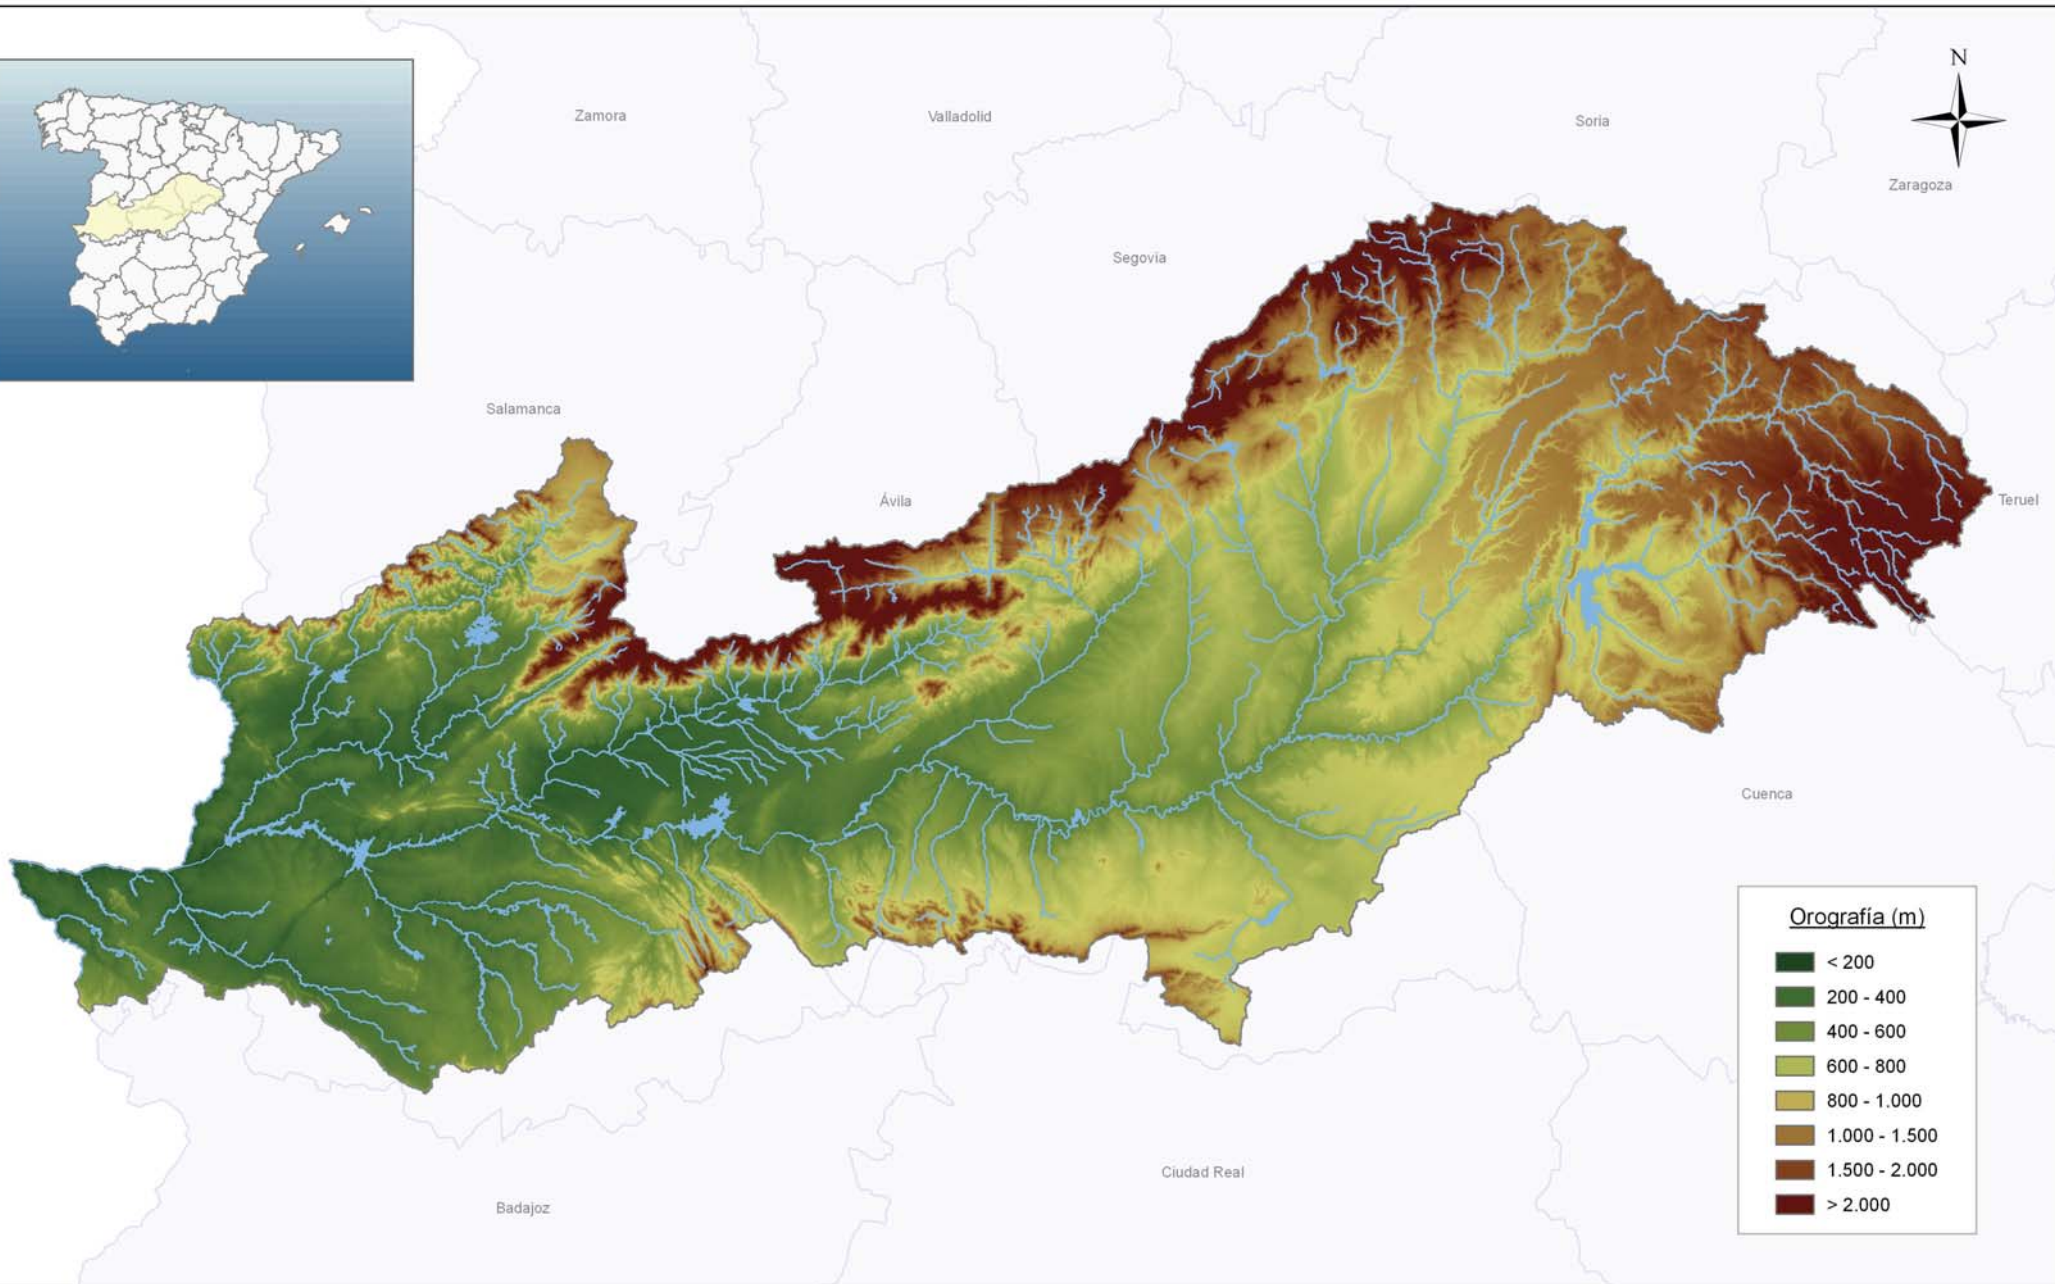 N
Zamora
Valladolid
Soria
Zaragoza
Segovia
Salamanca
Ávila
Teruel
Cuenca
Ciudad Real
Badajoz
Orografía (m)
< 200
200 - 400
400 - 600
600 - 800
800 - 1.000
1.000 - 1.500
1.500 - 2.000
> 2.000